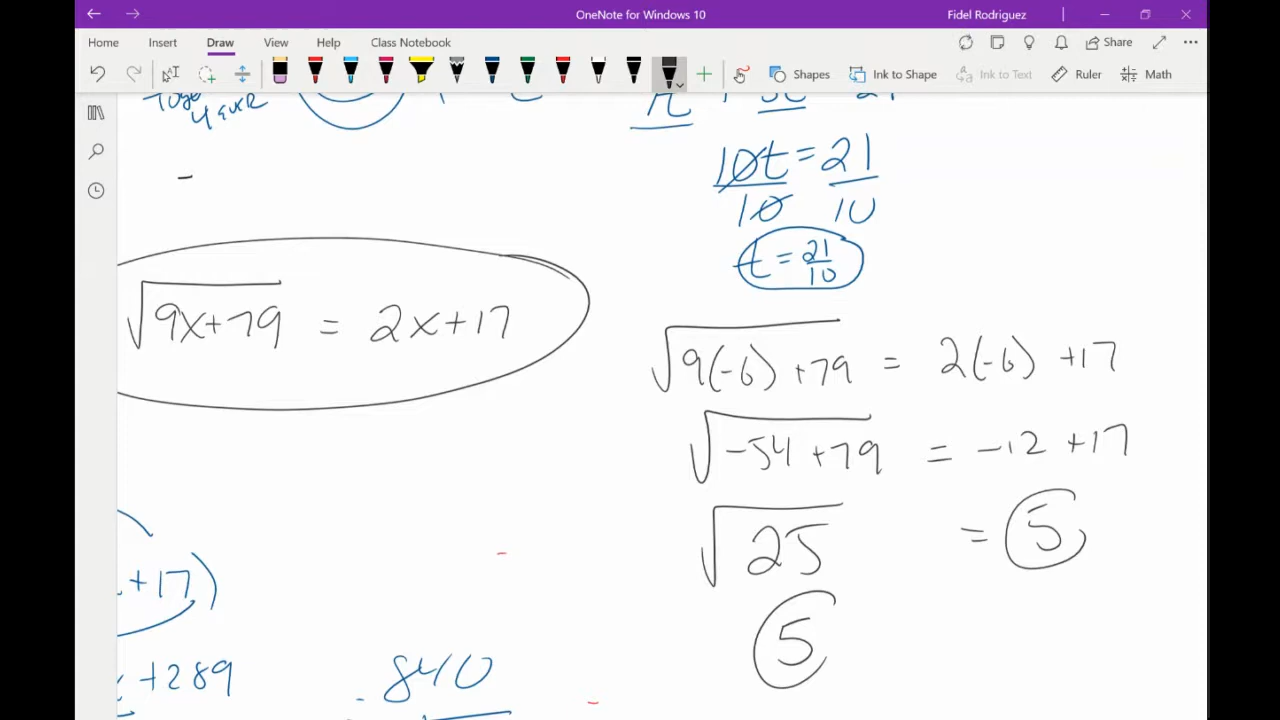 OneNote for Windows 10
Fidel Rodriguez
Home Insert Draw View Help Class Notebook
Share
Shapes Ink to Shape Ink to Text Ruler Math
10t = 21
10 10
t = 21/10
√9x+79 = 2x+17
√9(-6) +79 = 2(-6) +17
√-54 +79 = -12 +17
√25 = 5
5
+17)
+289
840